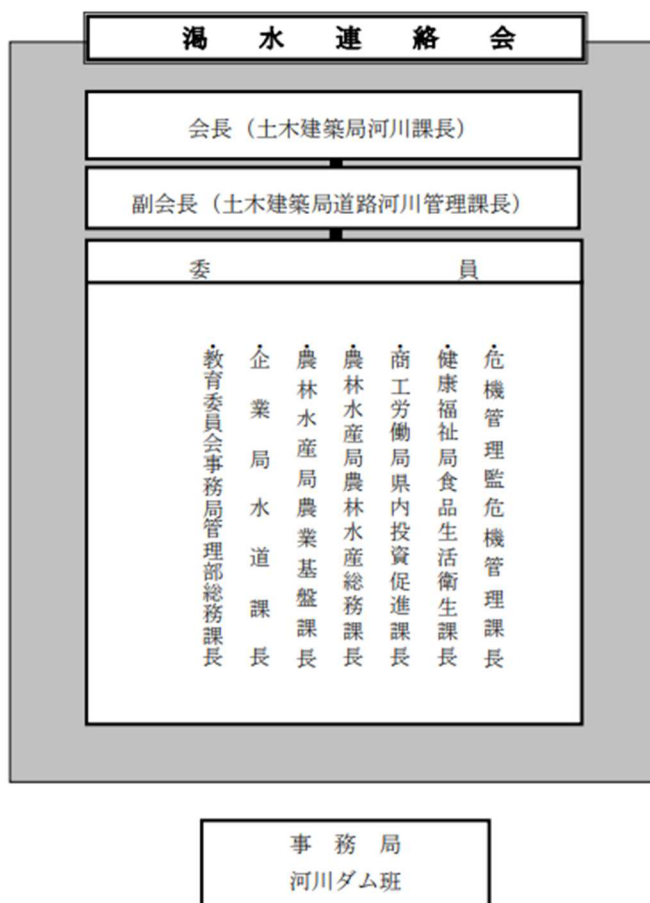 渇水連絡会
会長（土木建築局河川課長）
副会長（土木建築局道路河川管理課長）
委員
・危機管理監危機管理課長
・健康福祉局食品生活衛生課長
・商工労働局県内投資促進課長
・農林水産局農林水産総務課長
・農林水産局農業基盤課長
・企業局水道課長
・教育委員会事務局管理部総務課長
事務局
河川ダム班